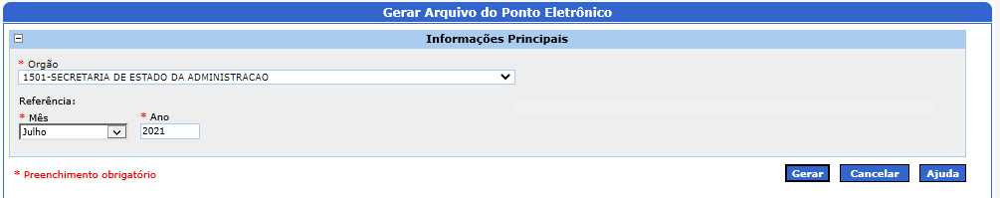 Gerar Arquivo do Ponto Eletrônico
Informações Principais
* Orgão
1501-SECRETARIA DE ESTADO DA ADMINISTRACAO
Referência:
* Mês * Ano
Julho 2021
* Preenchimento obrigatório Gerar Cancelar Ajuda